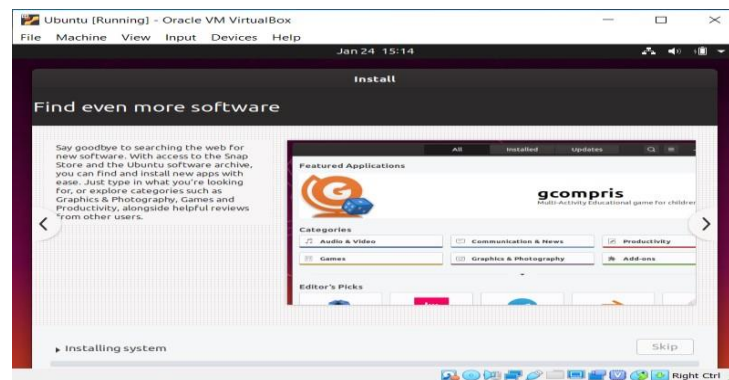 Ubuntu [Running] - Oracle VM VirtualBox
File Machine View Input Devices Help
Jan 24 15:14
Install
Find even more software
Say goodbye to searching the web for
new software. With access to the Snap
Store and the Ubuntu software archive,
you can find and install new apps with
ease. Just type in what you're looking
for, or explore categories such as
Graphics & Photography, Games and
Productivity, alongside helpful reviews
from other users.
All Installed Updates
Featured Applications
gcompris
Multi-Activity Educational game for children
Categories
Audio & Video Communication & News Productivity
Games Graphics & Photography Add-ons
Editor's Picks
Installing system
Skip
Right Ctrl